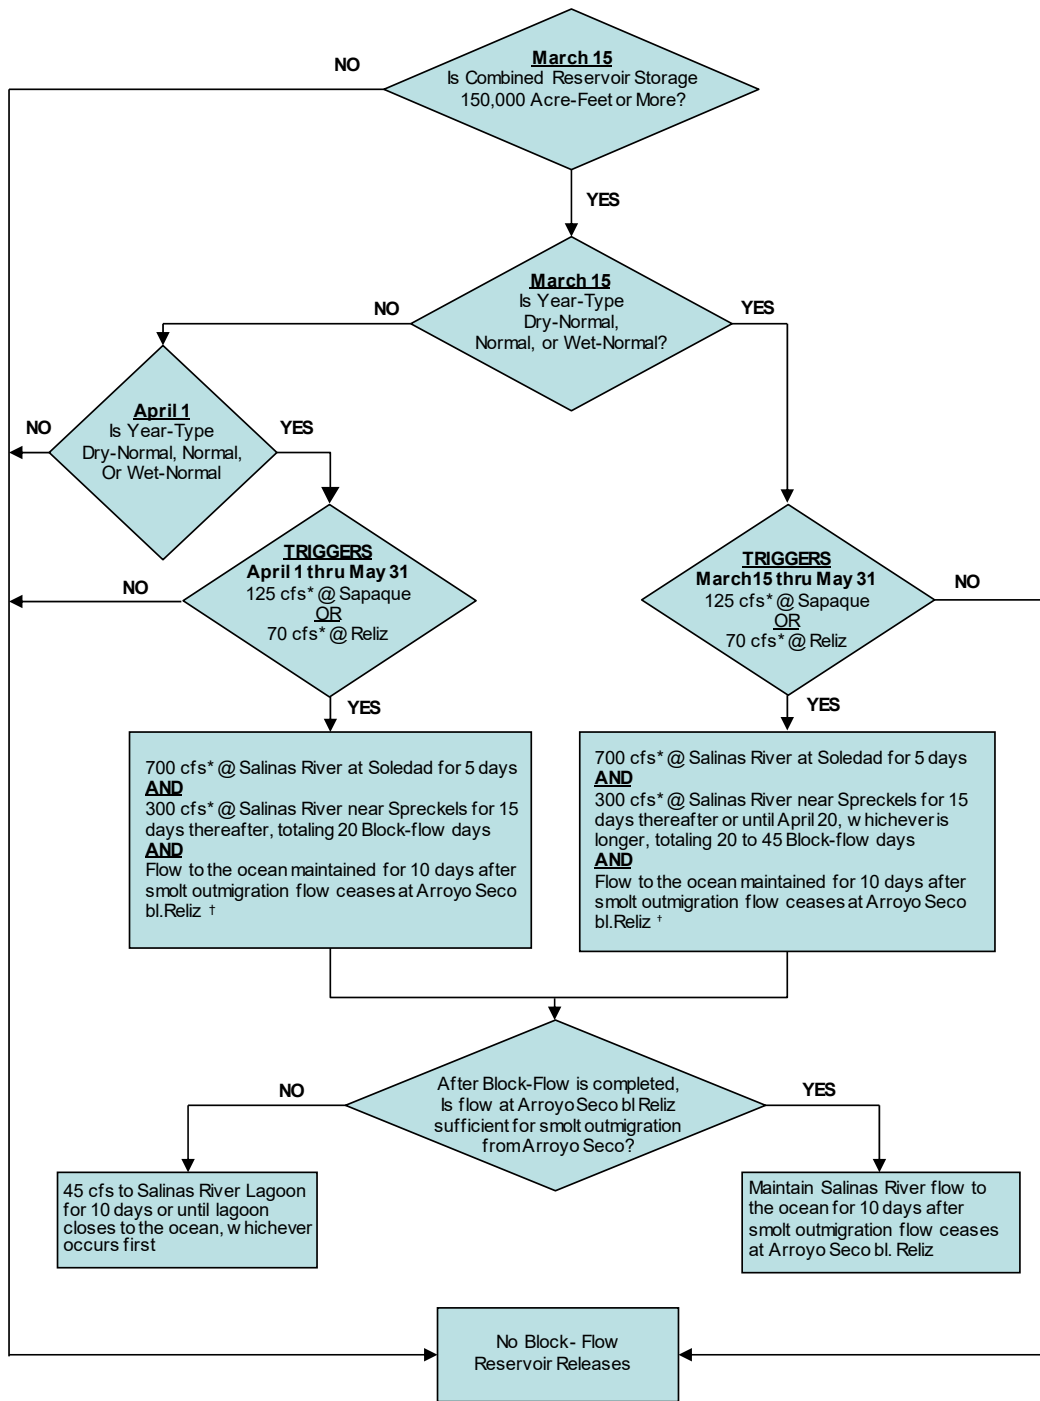 March 15
Is Combined Reservoir Storage
150,000 Acre-Feet or More?
NO
YES
March 15
Is Year-Type
Dry-Normal,
Normal, or Wet-Normal?
NO
YES
April 1
Is Year-Type
Dry-Normal, Normal,
Or Wet-Normal
NO
YES
TRIGGERS
April 1 thru May 31
125 cfs* @ Sapaque
OR
70 cfs* @ Reliz
NO
YES
TRIGGERS
March15 thru May 31
125 cfs* @ Sapaque
OR
70 cfs* @ Reliz
NO
YES
700 cfs* @ Salinas River at Soledad for 5 days
AND
300 cfs* @ Salinas River near Spreckels for 15
days thereafter, totaling 20 Block-flow days
AND
Flow to the ocean maintained for 10 days after
smolt outmigration flow ceases at Arroyo Seco
bl.Reliz †
700 cfs* @ Salinas River at Soledad for 5 days
AND
300 cfs* @ Salinas River near Spreckels for 15
days thereafter or until April 20, w hichever is
longer, totaling 20 to 45 Block-flow days
AND
Flow to the ocean maintained for 10 days after
smolt outmigration flow ceases at Arroyo Seco
bl.Reliz †
After Block-Flow is completed,
Is flow at Arroyo Seco bl Reliz
sufficient for smolt outmigration
from Arroyo Seco?
NO
YES
45 cfs to Salinas River Lagoon
for 10 days or until lagoon
closes to the ocean, w hichever
occurs first
Maintain Salinas River flow to
the ocean for 10 days after
smolt outmigration flow ceases
at Arroyo Seco bl. Reliz
No Block- Flow
Reservoir Releases